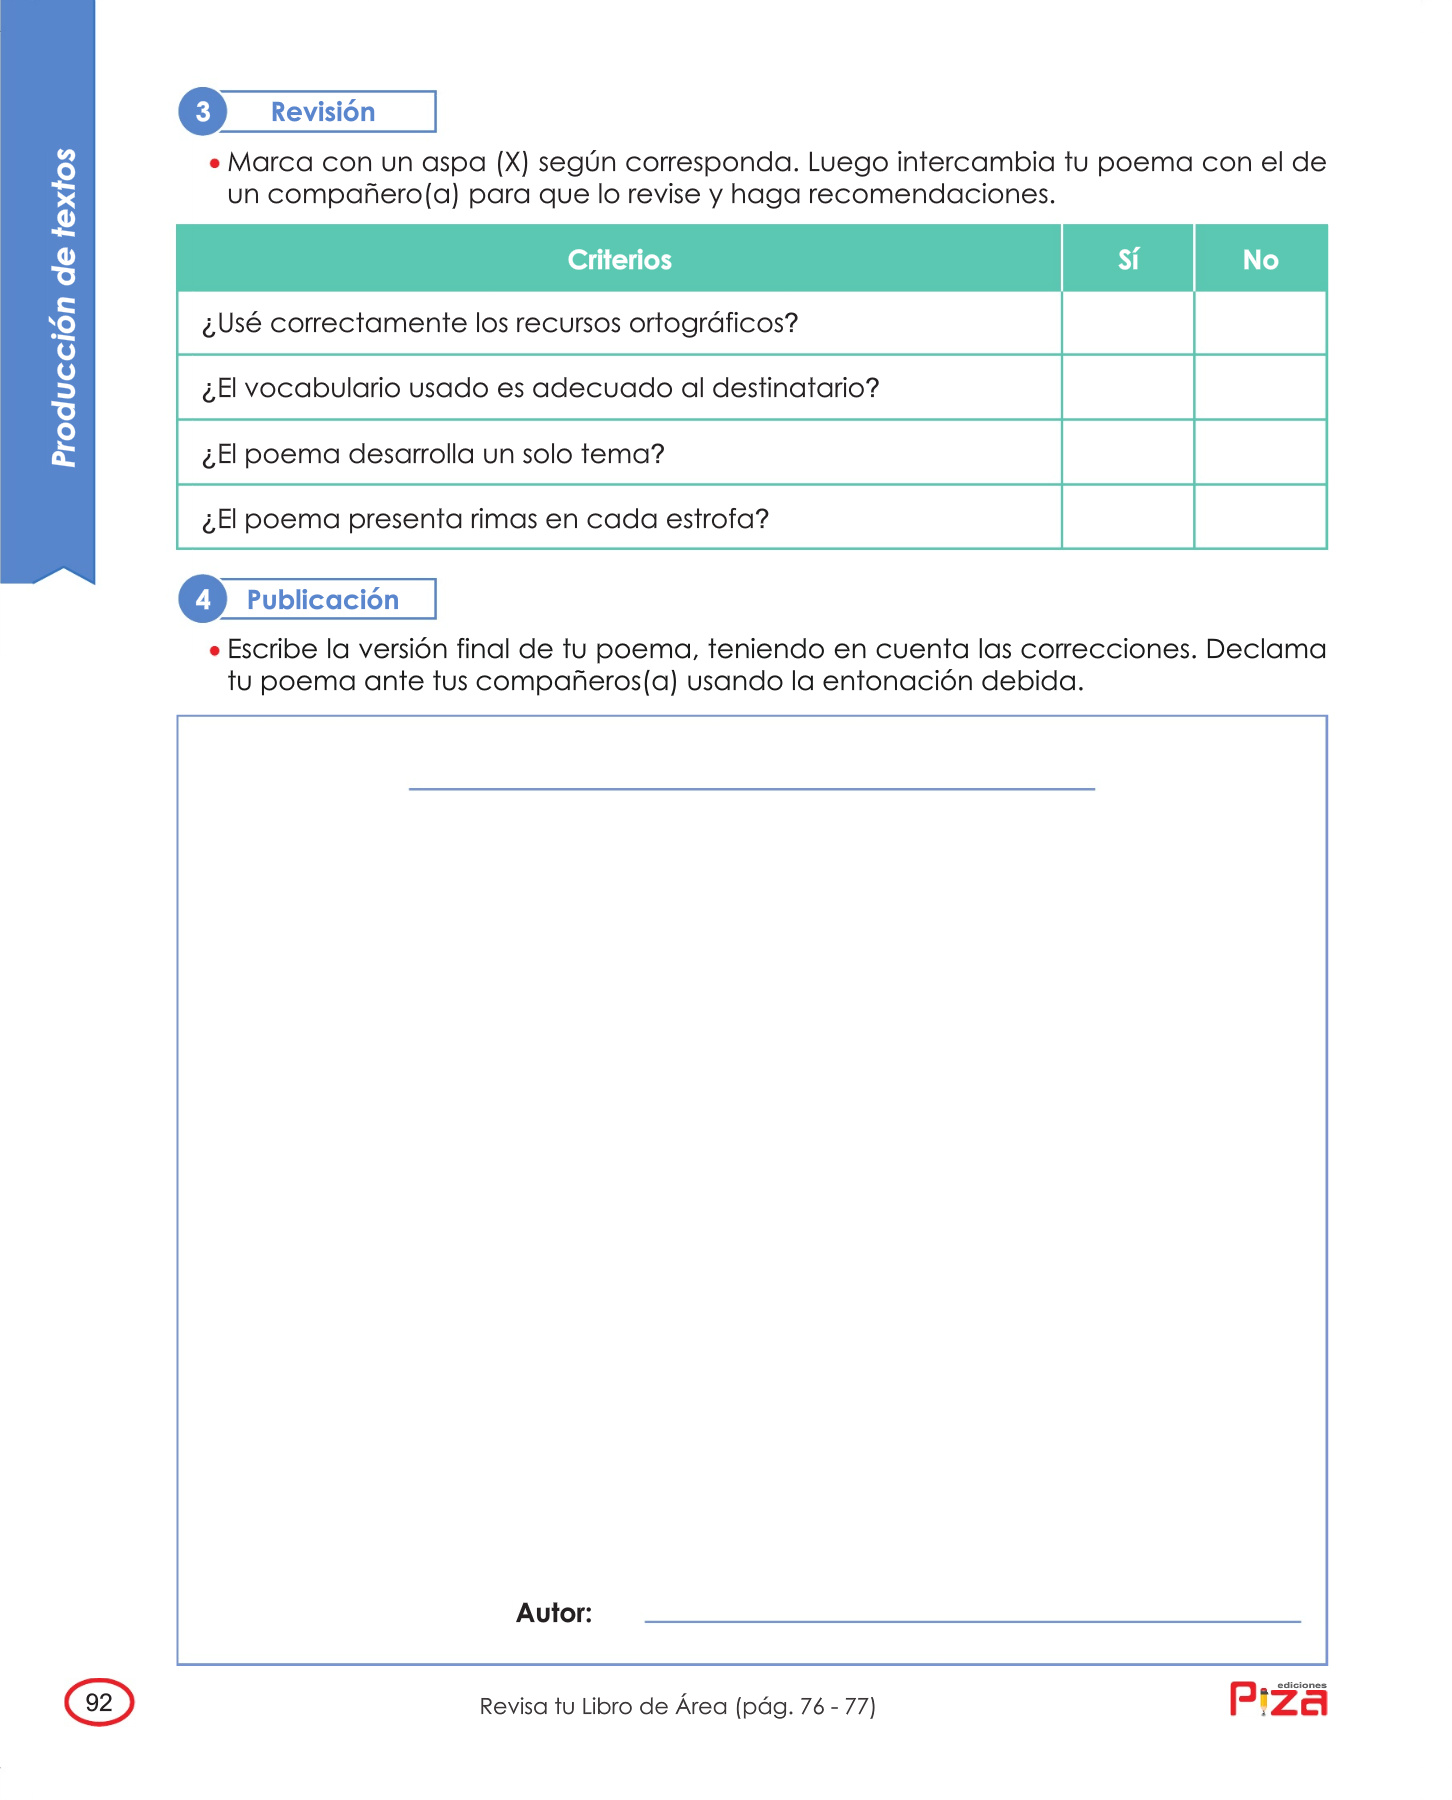 Producción de textos
3 Revisión
• Marca con un aspa (X) según corresponda. Luego intercambia tu poema con el de
un compañero(a) para que lo revise y haga recomendaciones.
Criterios Sí No
¿Usé correctamente los recursos ortográficos?
¿El vocabulario usado es adecuado al destinatario?
¿El poema desarrolla un solo tema?
¿El poema presenta rimas en cada estrofa?
4 Publicación
• Escribe la versión final de tu poema, teniendo en cuenta las correcciones. Declama
tu poema ante tus compañeros(a) usando la entonación debida.
Autor:
92
Revisa tu Libro de Área (pág. 76 - 77)
ediciones
Piza